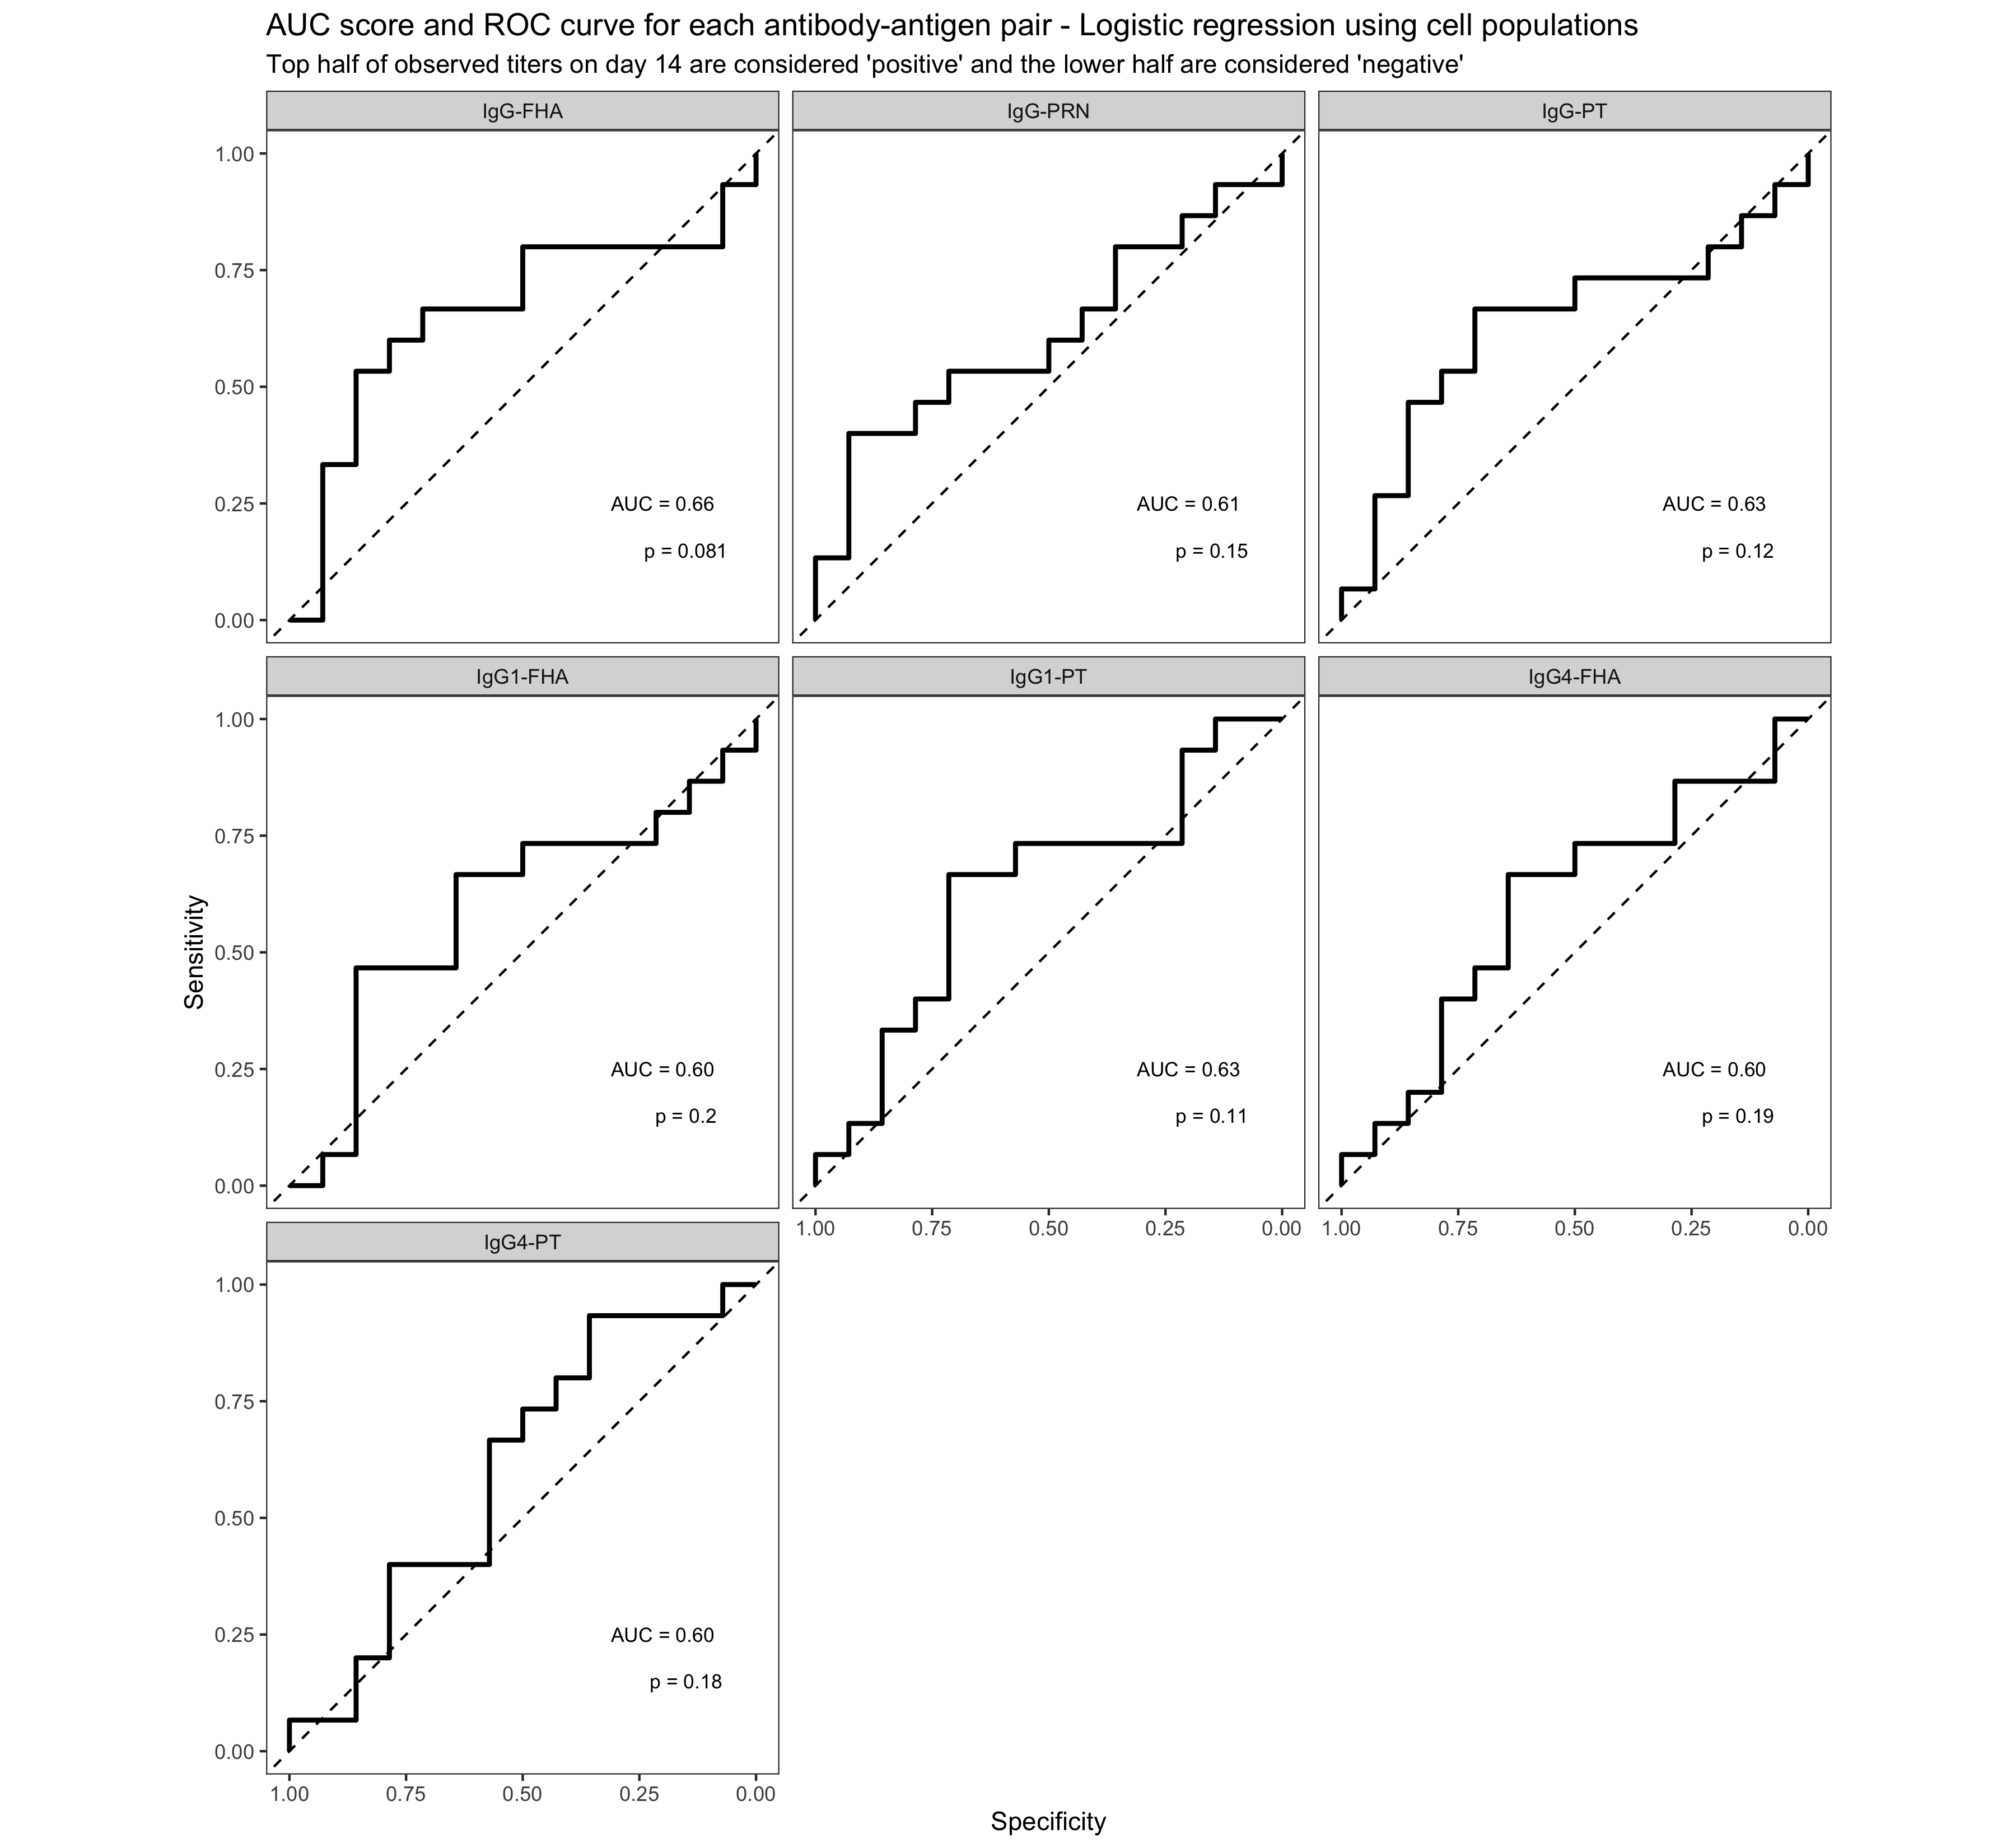 AUC score and ROC curve for each antibody-antigen pair - Logistic regression using cell populations
Top half of observed titers on day 14 are considered 'positive' and the lower half are considered 'negative'
IgG-FHA
IgG-PRN
IgG-PT
1.00
0.75
0.50
0.25
0.00
AUC = 0.66
p = 0.081
AUC = 0.61
p = 0.15
AUC = 0.63
p = 0.12
IgG1-FHA
IgG1-PT
IgG4-FHA
1.00
0.75
0.50
0.25
0.00
AUC = 0.60
p = 0.2
AUC = 0.63
p = 0.11
AUC = 0.60
p = 0.19
1.00 0.75 0.50 0.25 0.00
1.00 0.75 0.50 0.25 0.00
Sensitivity
IgG4-PT
1.00
0.75
0.50
0.25
0.00
AUC = 0.60
p = 0.18
1.00 0.75 0.50 0.25 0.00
Specificity